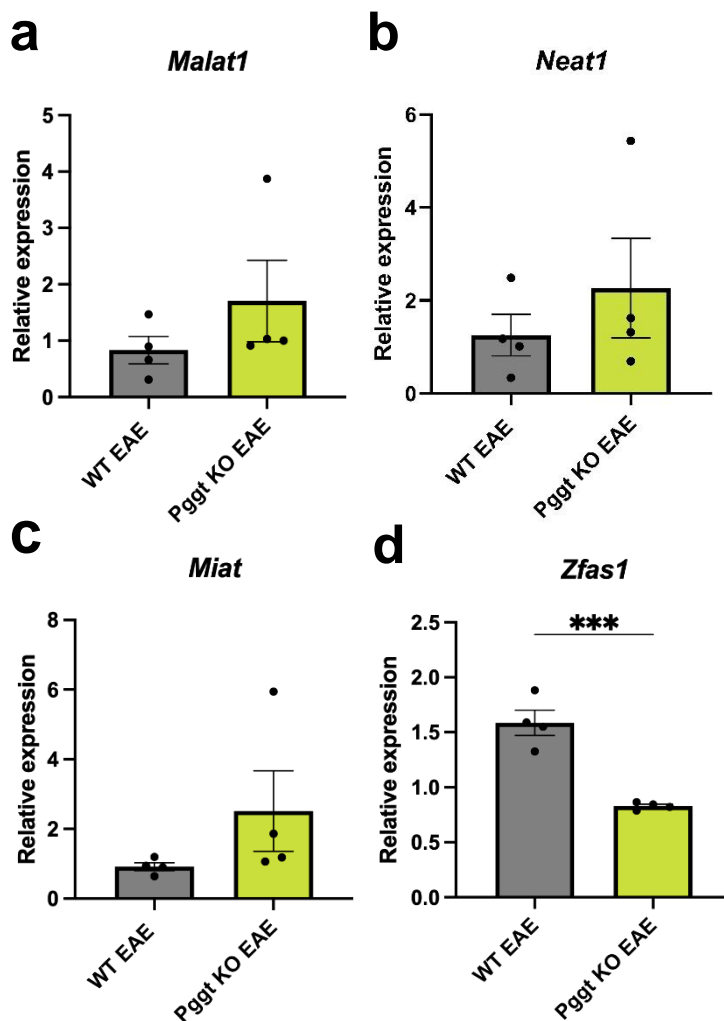 a
Malat1
Relative expression
5
4
3
2
1
0
WT EAE
Pggt KO EAE
b
Neat1
Relative expression
6
4
2
0
WT EAE
Pggt KO EAE
c
Miat
Relative expression
8
6
4
2
0
WT EAE
Pggt KO EAE
d
Zfas1
Relative expression
2.5
2.0
1.5
1.0
0.5
0.0
***
WT EAE
Pggt KO EAE